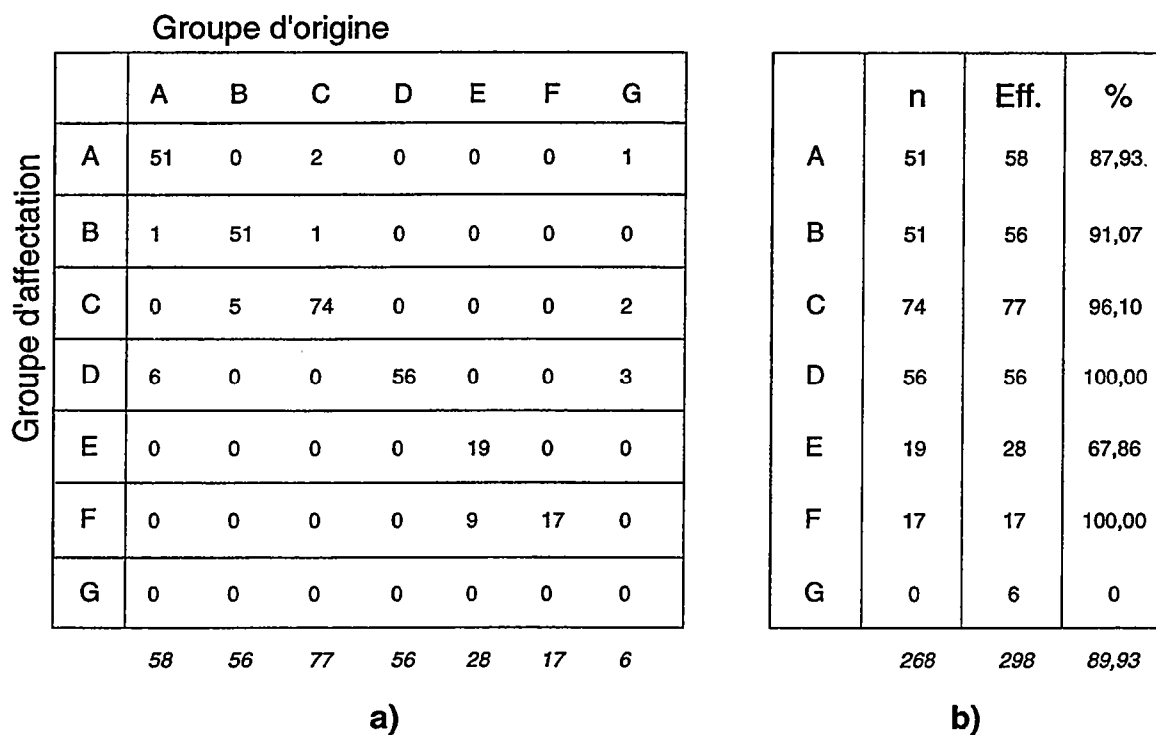 Groupe d'origine
A B C D E F G
Groupe d'affectation
A 51 0 2 0 0 0 1
B 1 51 1 0 0 0 0
C 0 5 74 0 0 0 2
D 6 0 0 56 0 0 3
E 0 0 0 0 19 0 0
F 0 0 0 0 9 17 0
G 0 0 0 0 0 0 0
58 56 77 56 28 17 6
a)
n Eff. %
A 51 58 87,93.
B 51 56 91,07
C 74 77 96,10
D 56 56 100,00
E 19 28 67,86
F 17 17 100,00
G 0 6 0
268 298 89,93
b)